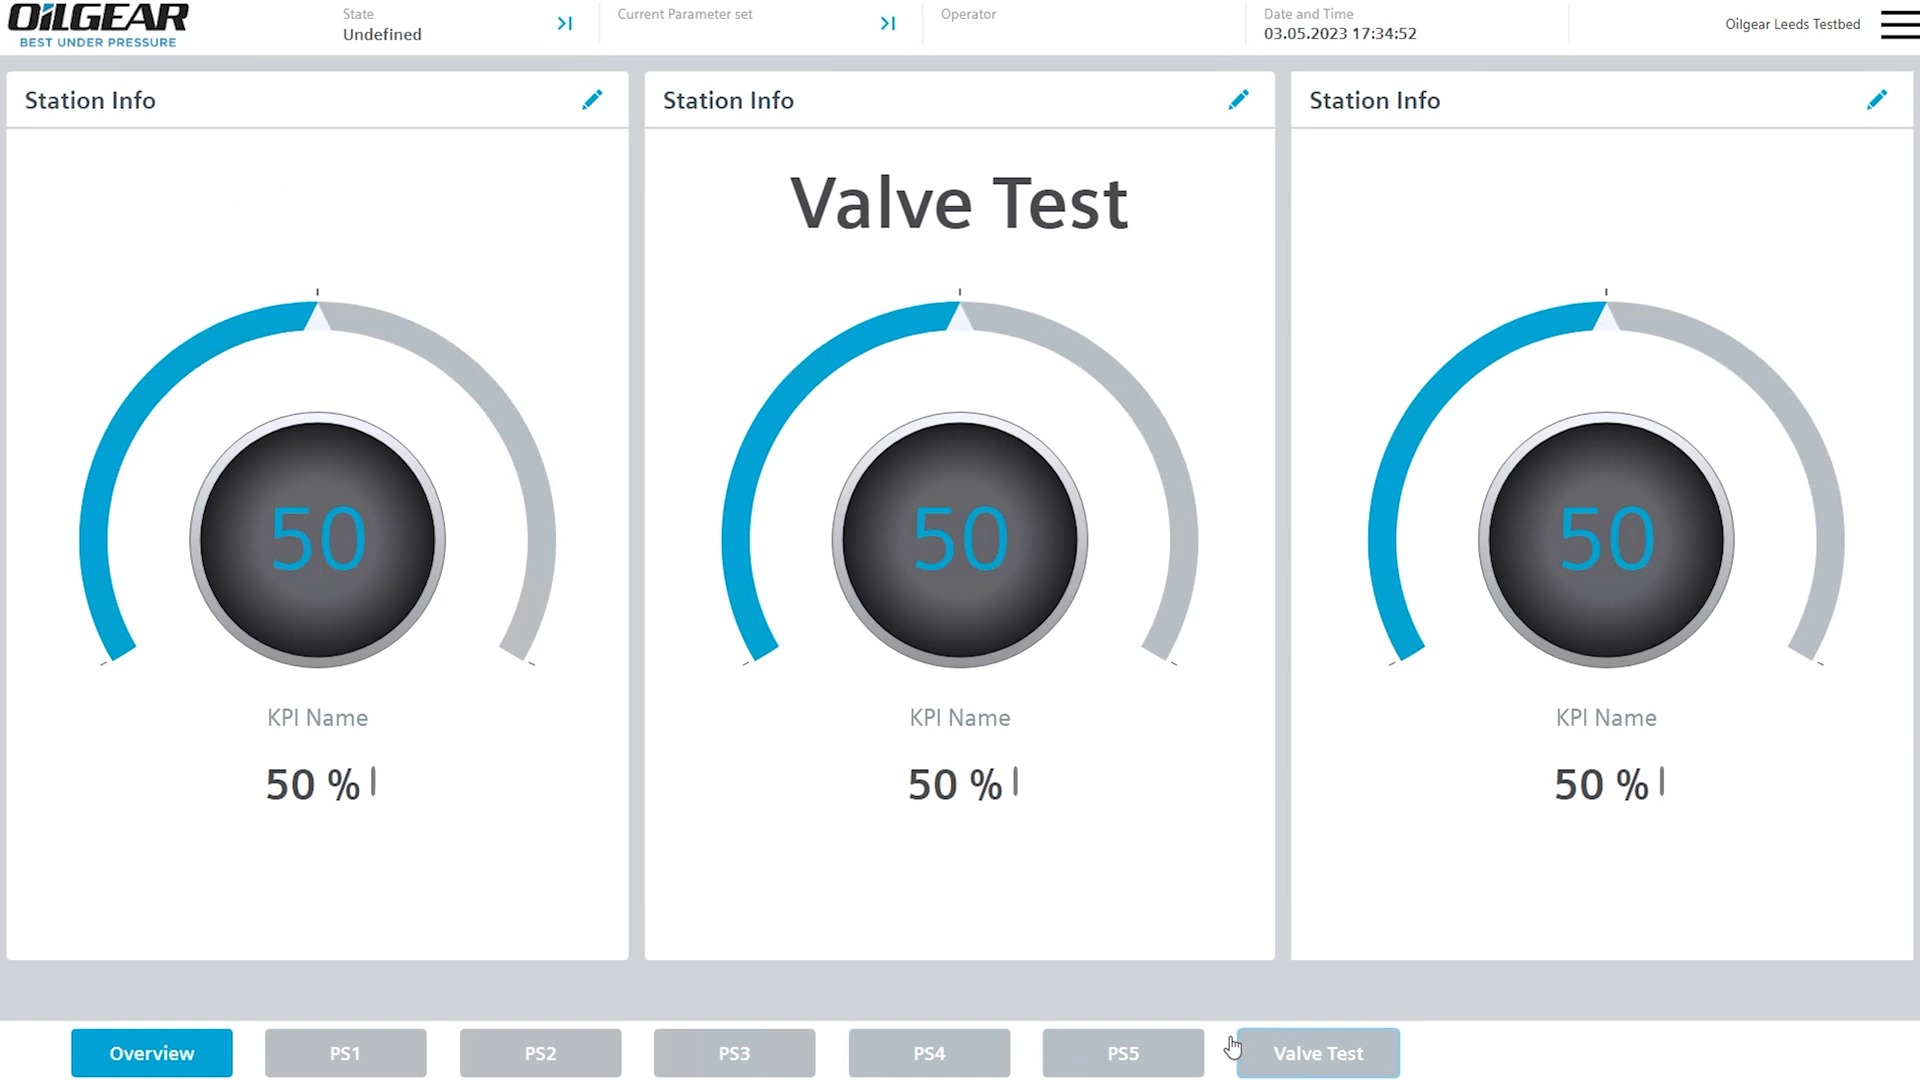 OILGEAR
BEST UNDER PRESSURE
State
Undefined
Current Parameter set
Operator
Date and Time
03.05.2023 17:34:52
Oilgear Leeds Testbed
Station Info
Station Info
Station Info
Valve Test
50
50
50
KPI Name
KPI Name
KPI Name
50 %
50 %
50 %
Overview
PS1
PS2
PS3
PS4
PS5
Valve Test